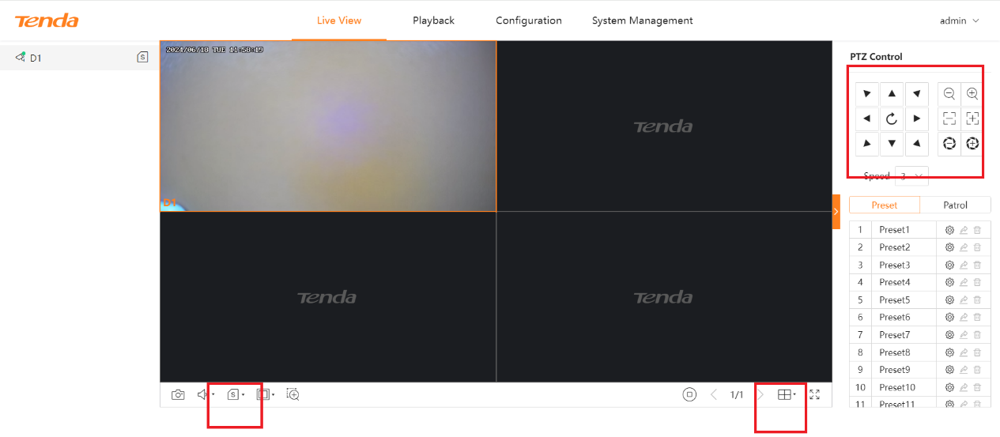 Tenda
Live View
Playback
Configuration
System Management
admin
D1
S
2024/06/18 TUE 11:58:19
D1
Tenda
Tenda
Tenda
S
1/1
PTZ Control
Speed 3
Preset Patrol
1 Preset1
2 Preset2
3 Preset3
4 Preset4
5 Preset5
6 Preset6
7 Preset7
8 Preset8
9 Preset9
10 Preset10
11 Preset11